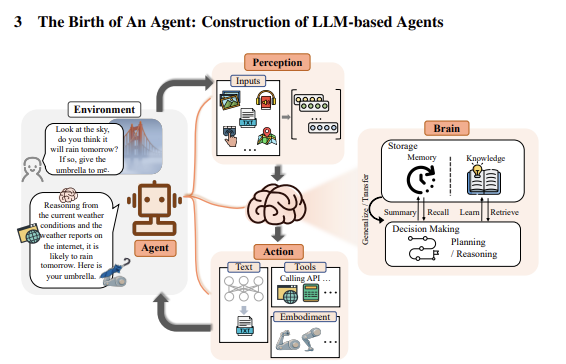 3 The Birth of An Agent: Construction of LLM-based Agents
Perception
Inputs
TXT
...
...
Environment
Look at the sky,
do you think it
will rain tomorrow?
If so, give the
umbrella to me.
Reasoning from
the current weather
conditions and the
weather reports on
the internet, it is
likely to rain
tomorrow. Here is
your umbrella.
Agent
Action
Text
TXT
Tools
Calling API ...
...
Embodiment
...
Brain
Storage
Memory
Knowledge
Generalize / Transfer
Summary
Recall
Learn
Retrieve
Decision Making
Planning
/ Reasoning